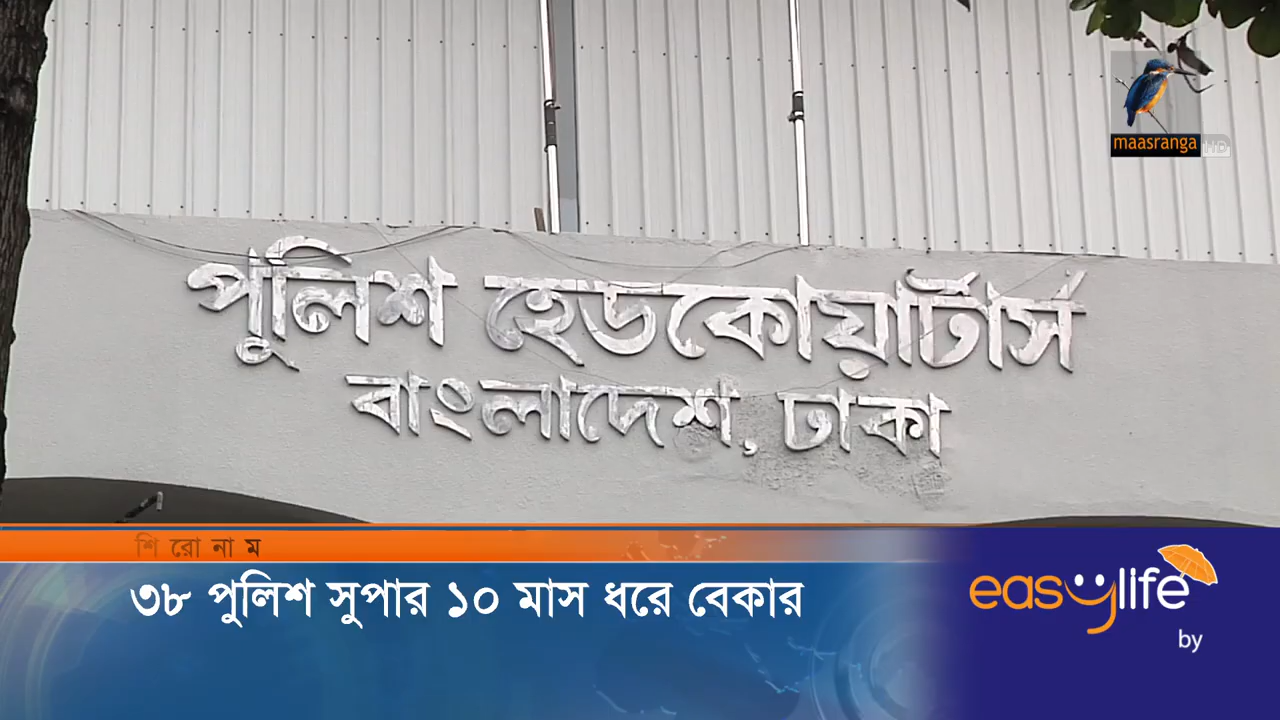 maasranga HD
পুলিশ হেডকোয়ার্টার্স
বাংলাদেশ, ঢাকা
শিরোনাম
৩৮ পুলিশ সুপার ১০ মাস ধরে বেকার
easylife
by